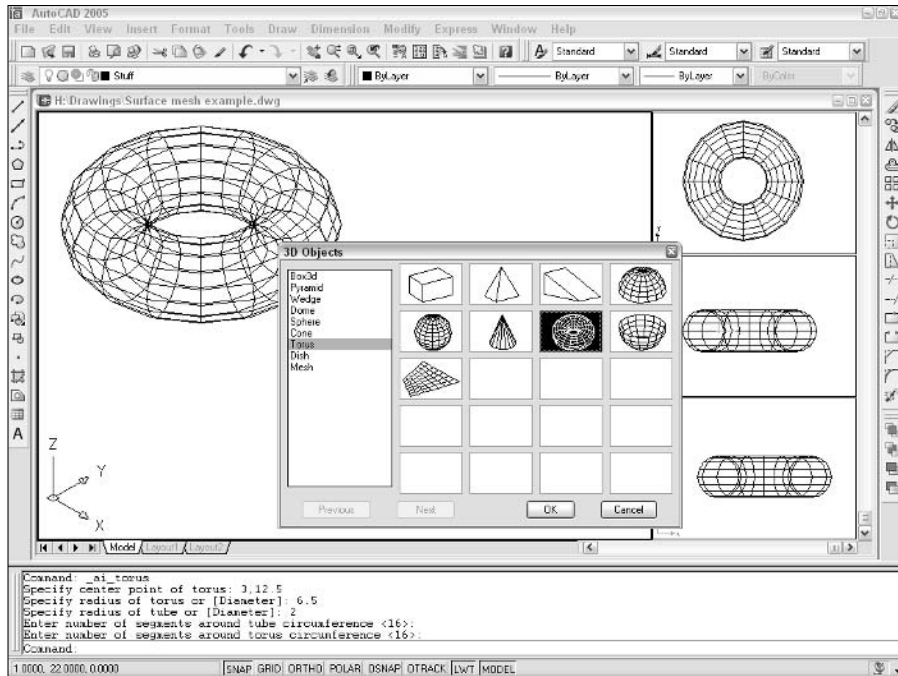 AutoCAD 2005
File Edit View Insert Format Tools Draw Dimension Modify Express Window Help
Standard Standard Standard
Stuff ByLayer ByLayer ByLayer ByColor
H:\Drawings\Surface mesh example.dwg
Y
3D Objects
Box3d
Pyramid
Wedge
Dome
Sphere
Cone
Torus
Dish
Mesh
A
Z
Y
X
Previous Next OK Cancel
Model Layout1 Layout2
Command: _ai_torus
Specify center point of torus: 3,12.5
Specify radius of torus or [Diameter]: 6.5
Specify radius of tube or [Diameter]: 2
Enter number of segments around tube circumference <16>:
Enter number of segments around torus circumference <16>:
Command:
1.0000, 22.0000, 0.0000 SNAP GRID ORTHO POLAR OSNAP OTRACK LWT MODEL